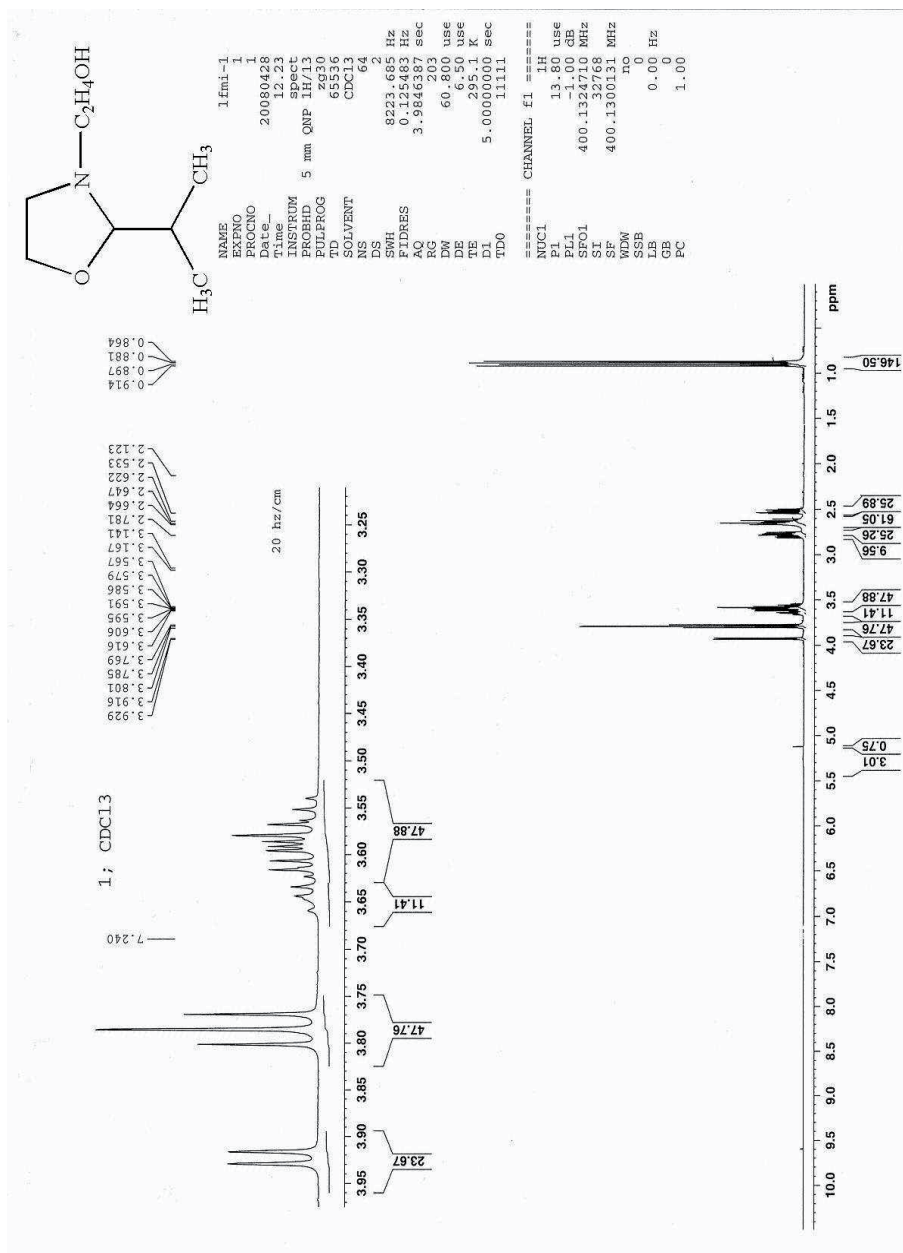 O
N
C₂H₄OH
H₃C
CH₃
NAME 1fmi-1
EXPNO 1
PROCNO 1
Date_ 20080428
Time 12.23
INSTRUM spect
PROBHD 5 mm QNP 1H/13
PULPROG zg30
TD 65536
SOLVENT CDCl3
NS 64
DS 2
SWH 8223.685 Hz
FIDRES 0.125483 Hz
AQ 3.9846387 sec
RG 203
DW 60.800 use
DE 6.50 use
TE 295.1 K
D1 5.00000000 sec
TD0 11111
======== CHANNEL f1 ========
NUC1 1H
P1 13.80 use
PL1 -1.00 dB
SFO1 400.1324710 MHz
SI 32768
SF 400.1300131 MHz
WDW no
SSB 0
LB 0.00 Hz
GB 0
PC 1.00
1; CDCl3
7.240
3.929
3.916
3.801
3.785
3.769
3.616
3.606
3.595
3.591
3.586
3.579
3.567
3.167
3.141
2.781
2.664
2.647
2.622
2.533
2.123
0.914
0.897
0.881
0.864
20 hz/cm
3.95 3.90 3.85 3.80 3.75 3.70 3.65 3.60 3.55 3.50 3.45 3.40 3.35 3.30 3.25
23.67 47.76 11.41 47.88
10.0 9.5 9.0 8.5 8.0 7.5 7.0 6.5 6.0 5.5 5.0 4.5 4.0 3.5 3.0 2.5 2.0 1.5 1.0 ppm
3.01 0.75 23.67 47.76 11.41 47.88 9.56 25.26 61.05 25.89 146.50